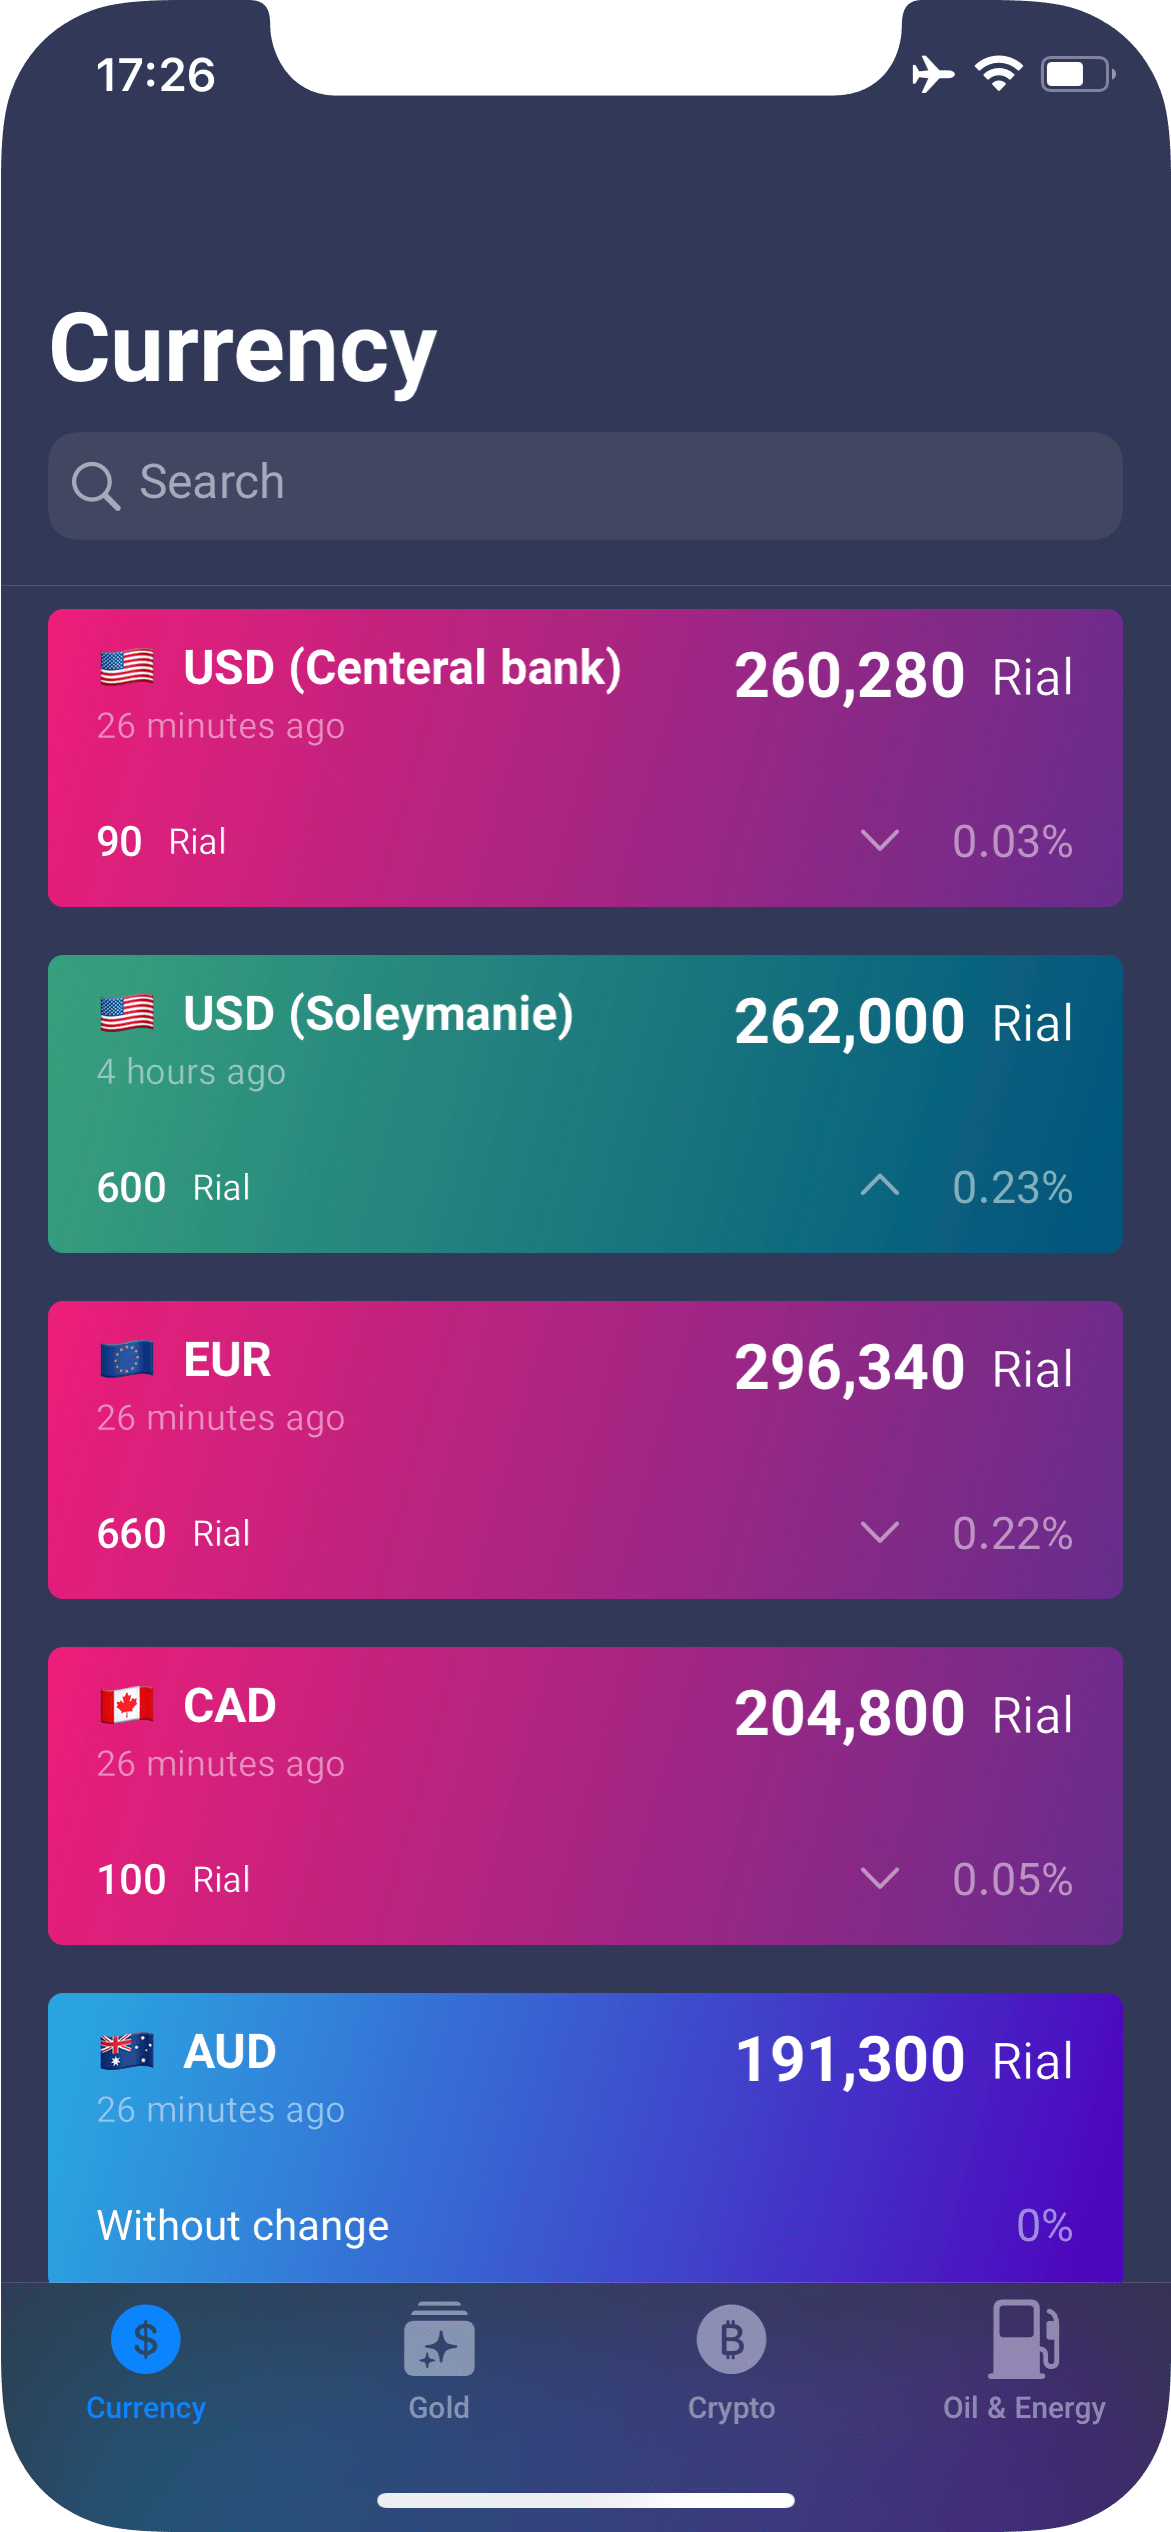 17:26
Currency
Search
USD (Centeral bank) 260,280 Rial
26 minutes ago
90 Rial 0.03%
USD (Soleymanie) 262,000 Rial
4 hours ago
600 Rial 0.23%
EUR 296,340 Rial
26 minutes ago
660 Rial 0.22%
CAD 204,800 Rial
26 minutes ago
100 Rial 0.05%
AUD 191,300 Rial
26 minutes ago
Without change 0%
Currency Gold Crypto Oil & Energy